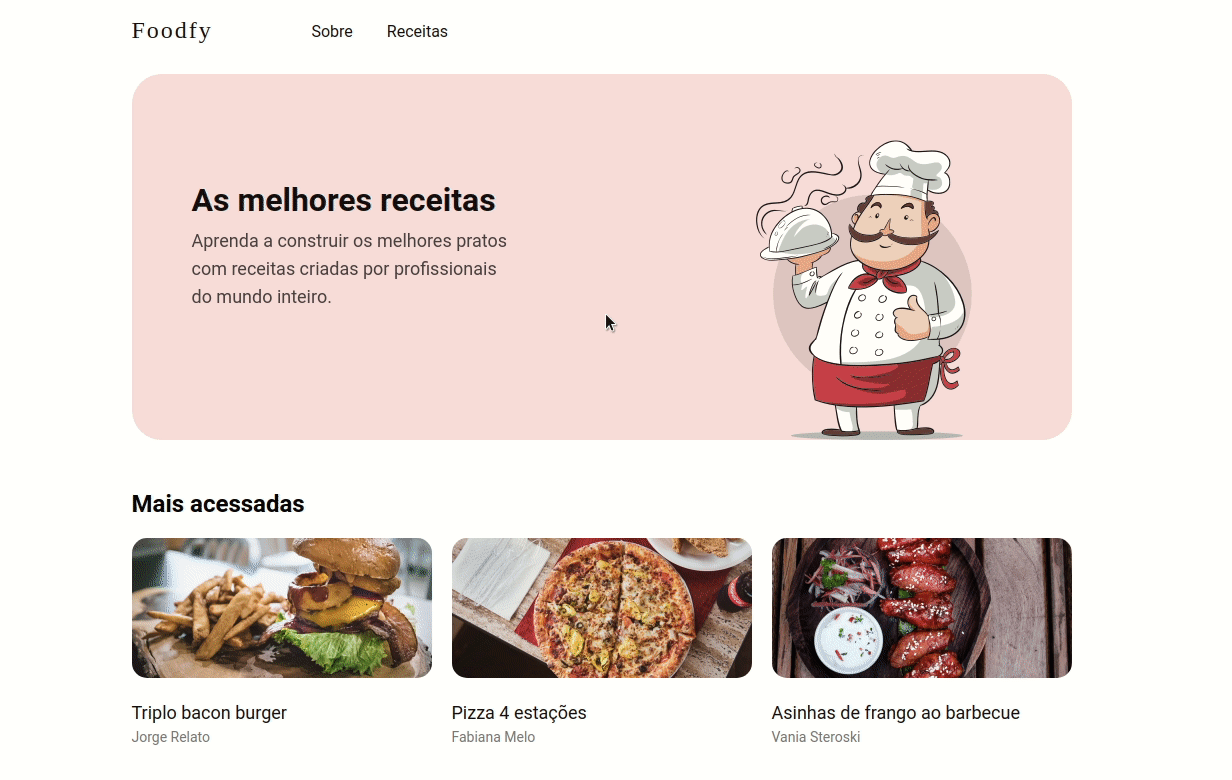 Foodfy
Sobre
Receitas
As melhores receitas
Aprenda a construir os melhores pratos
com receitas criadas por profissionais
do mundo inteiro.
Mais acessadas
Triplo bacon burger
Jorge Relato
Pizza 4 estações
Fabiana Melo
Asinhas de frango ao barbecue
Vania Steroski